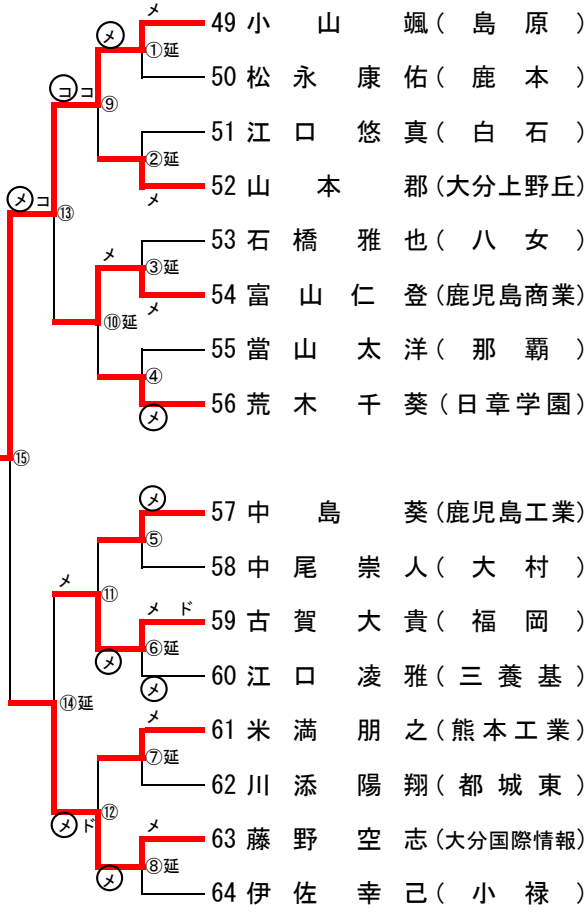 メ
49 小山颯(島原)
メ
①延
50 松永康佑(鹿本)
ココ
⑨
51 江口悠真(白石)
②延
52 山本郡(大分上野丘)
メ
メコ
⑬
53 石橋雅也(八女)
メ
③延
54 富山仁登(鹿児島商業)
メ
⑩延
55 當山太洋(那覇)
④
56 荒木千葵(日章学園)
メ
⑮
メ
57 中島葵(鹿児島工業)
⑤
58 中尾崇人(大村)
メ
⑪
メド
59 古賀大貴(福岡)
⑥延
メ
60 江口凌雅(三養基)
メ
⑭延
メ
61 米満朋之(熊本工業)
⑦延
62 川添陽翔(都城東)
⑫
メド
メ
63 藤野空志(大分国際情報)
⑧延
メ
64 伊佐幸己(小禄)